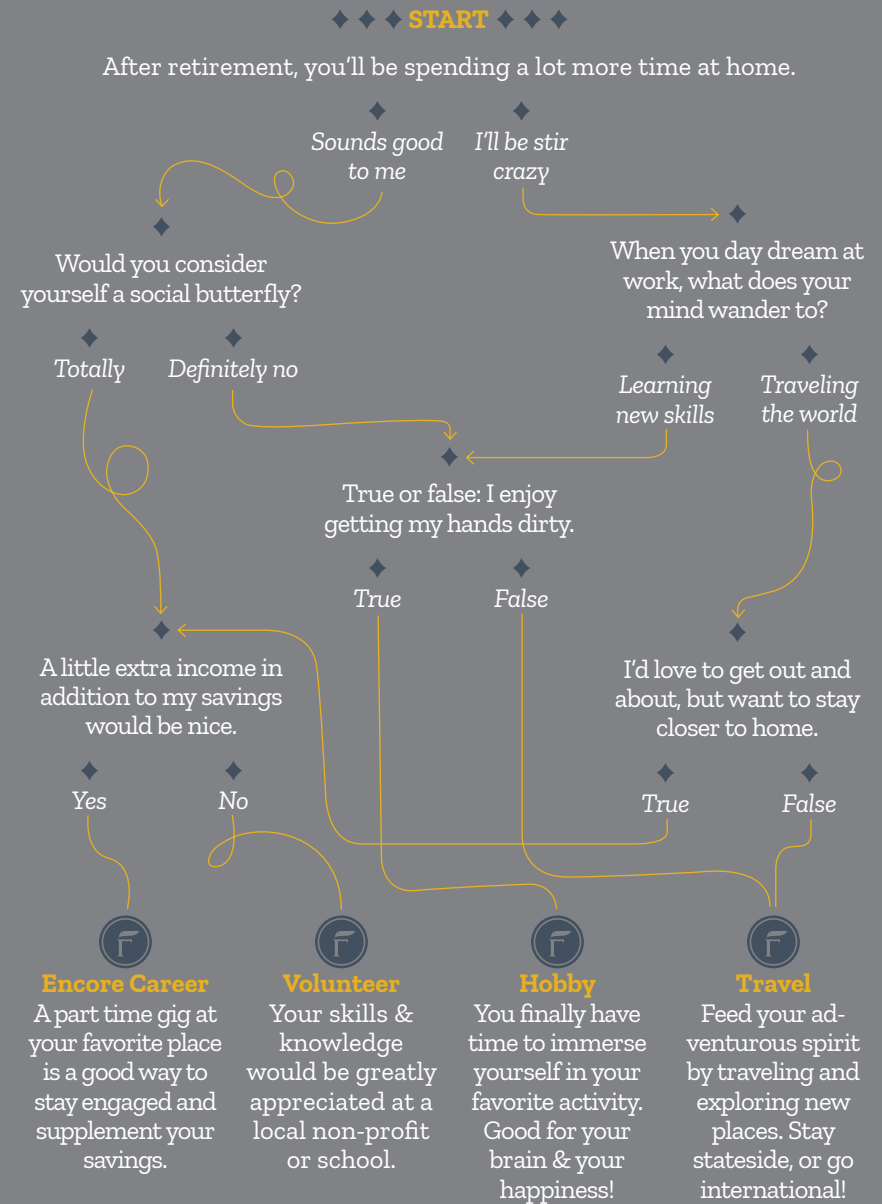 START
After retirement, you'll be spending a lot more time at home.
Sounds good
to me
I'll be stir
crazy
Would you consider
yourself a social butterfly?
When you day dream at
work, what does your
mind wander to?
Totally
Definitely no
Learning
new skills
Traveling
the world
True or false: I enjoy
getting my hands dirty.
True
False
A little extra income in
addition to my savings
would be nice.
I'd love to get out and
about, but want to stay
closer to home.
Yes
No
True
False
F
Encore Career
A part time gig at
your favorite place
is a good way to
stay engaged and
supplement your
savings.
F
Volunteer
Your skills &
knowledge
would be greatly
appreciated at a
local non-profit
or school.
F
Hobby
You finally have
time to immerse
yourself in your
favorite activity.
Good for your
brain & your
happiness!
F
Travel
Feed your ad-
venturous spirit
by traveling and
exploring new
places. Stay
stateside, or go
international!